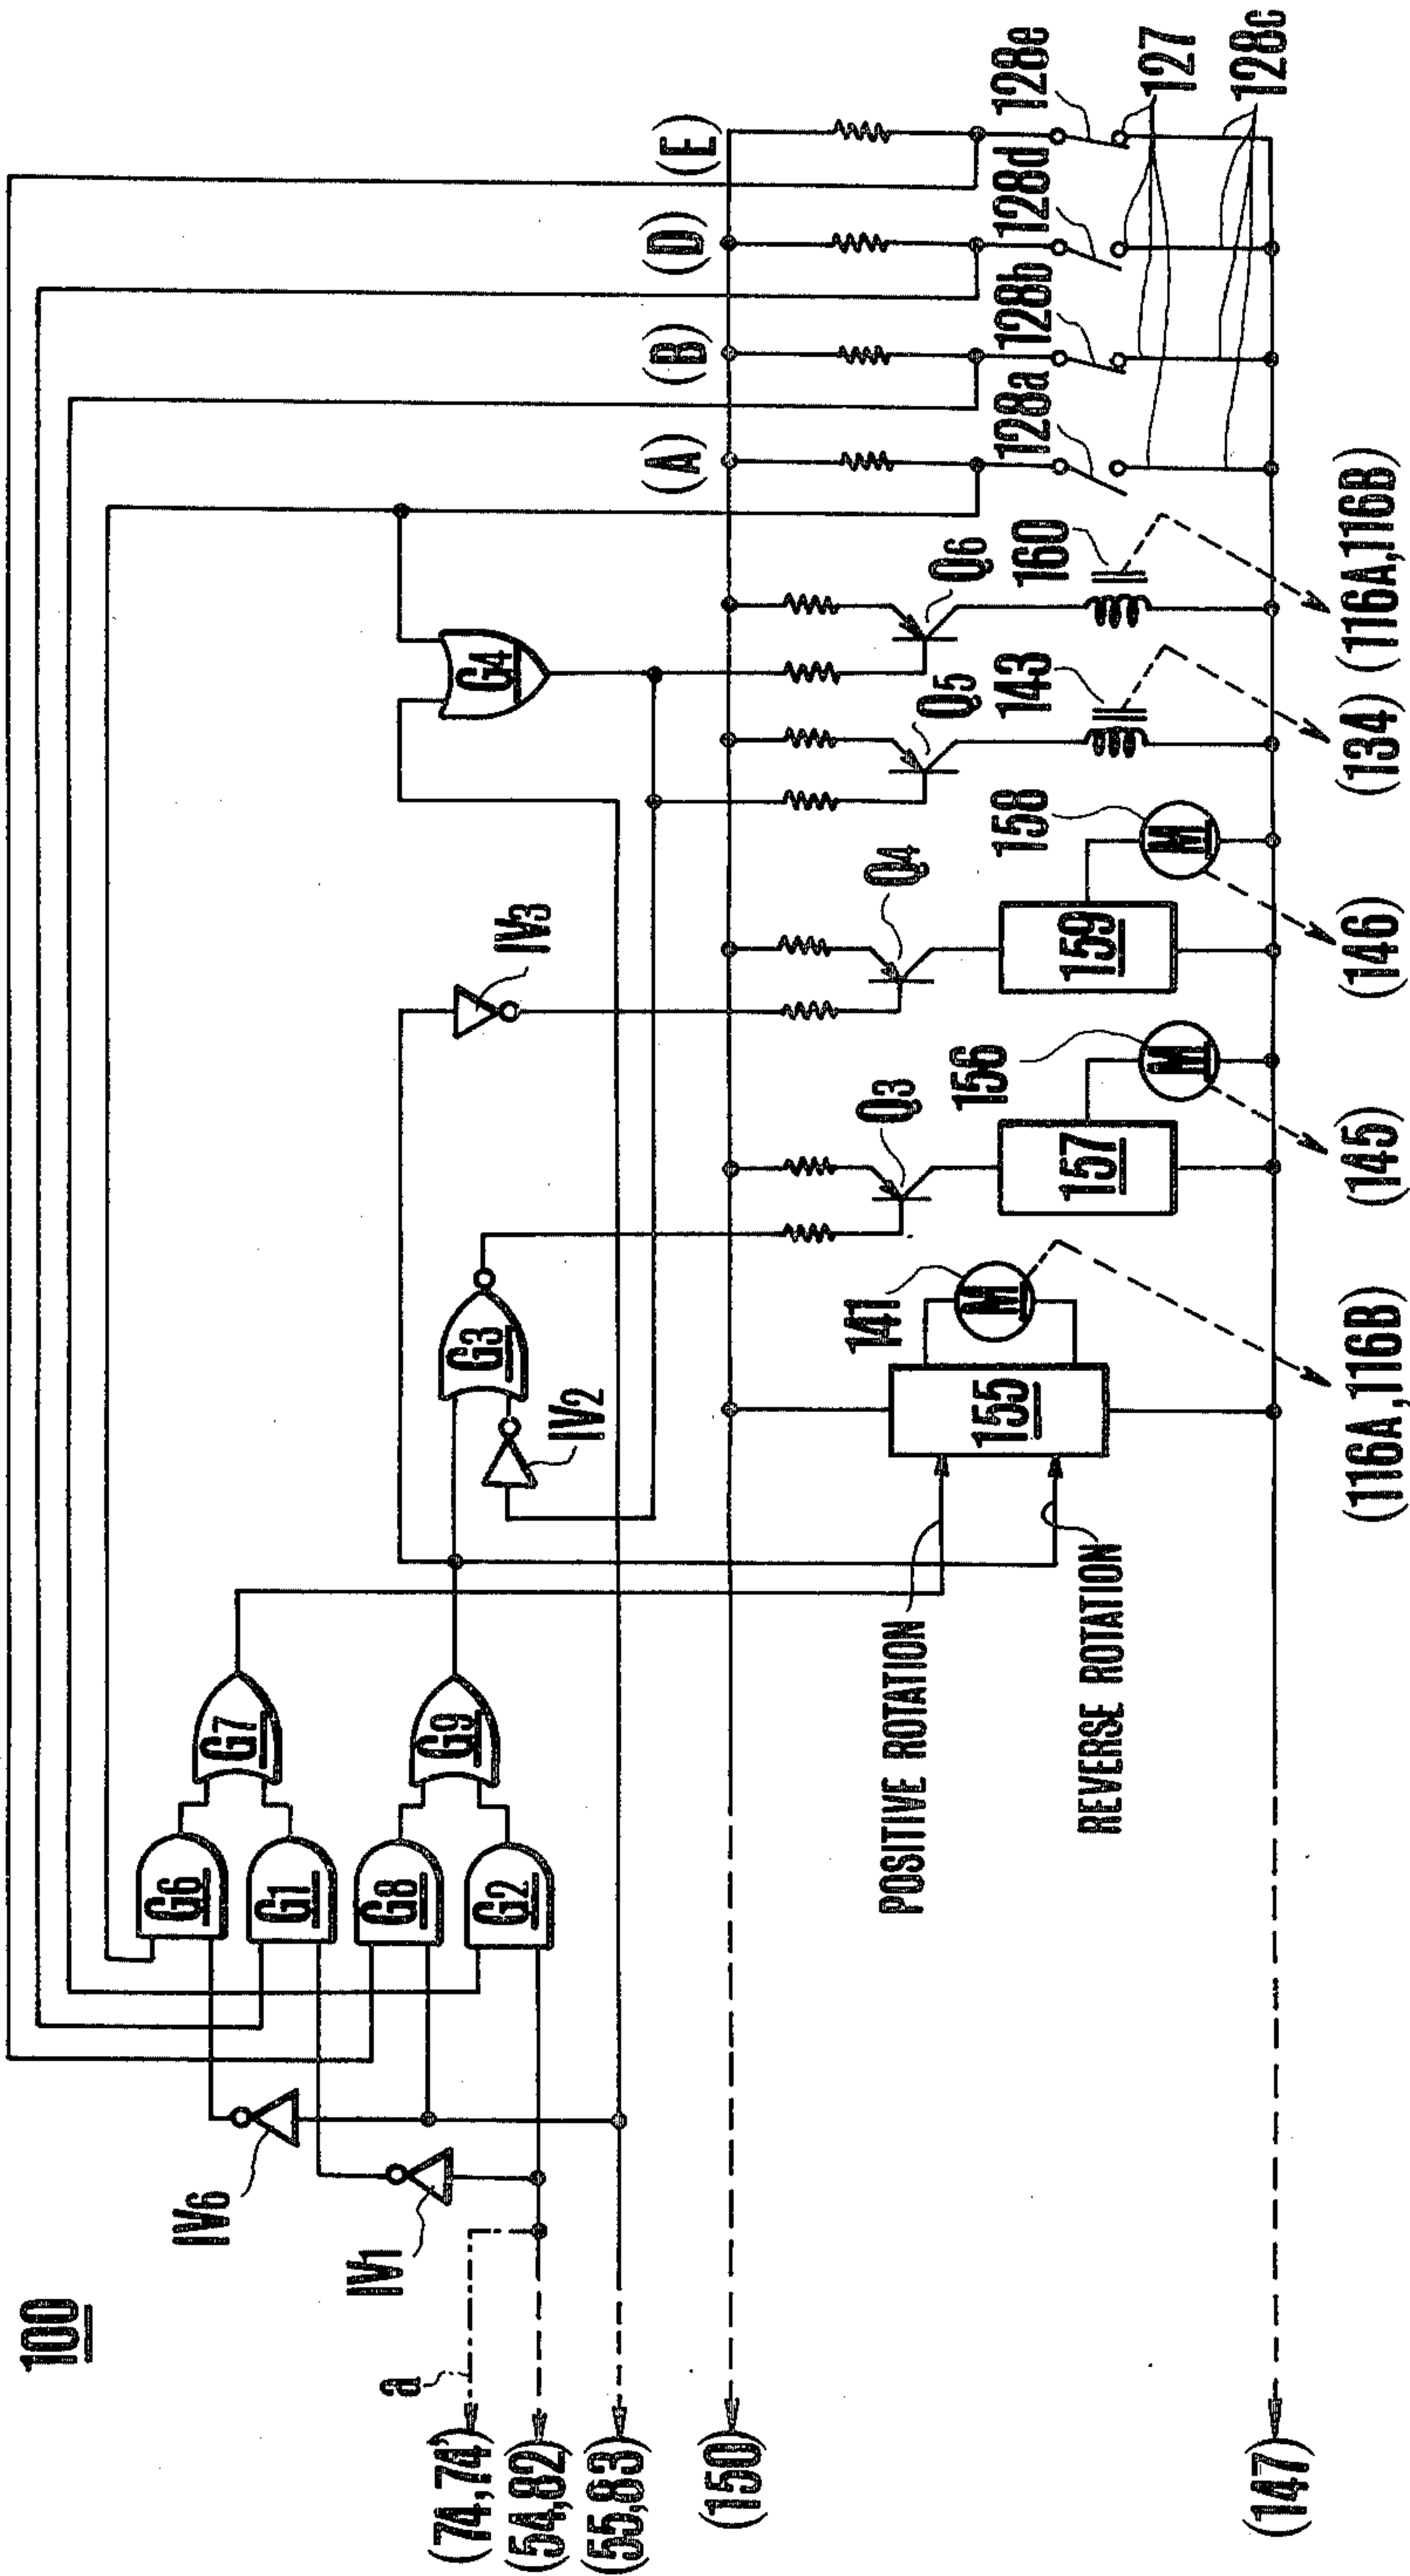 100
a
(74,74')
(54,82)
(55,83)
(150)
(147)
IV6
IV1
G6
G1
G8
G2
G7
G9
G3
IV2
IV3
G4
POSITIVE ROTATION
REVERSE ROTATION
155
141
(116A,116B)
Q3
157
156
(145)
Q4
159
158
(146)
Q5
143
(134)
Q6
160
(116A,116B)
(A)
(B)
(D)
(E)
128a
128b
128d
128e
127
128c